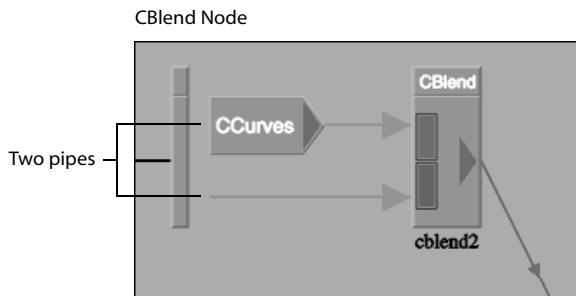 CBlend Node
CBlend
CCurves
Two pipes
cblend2